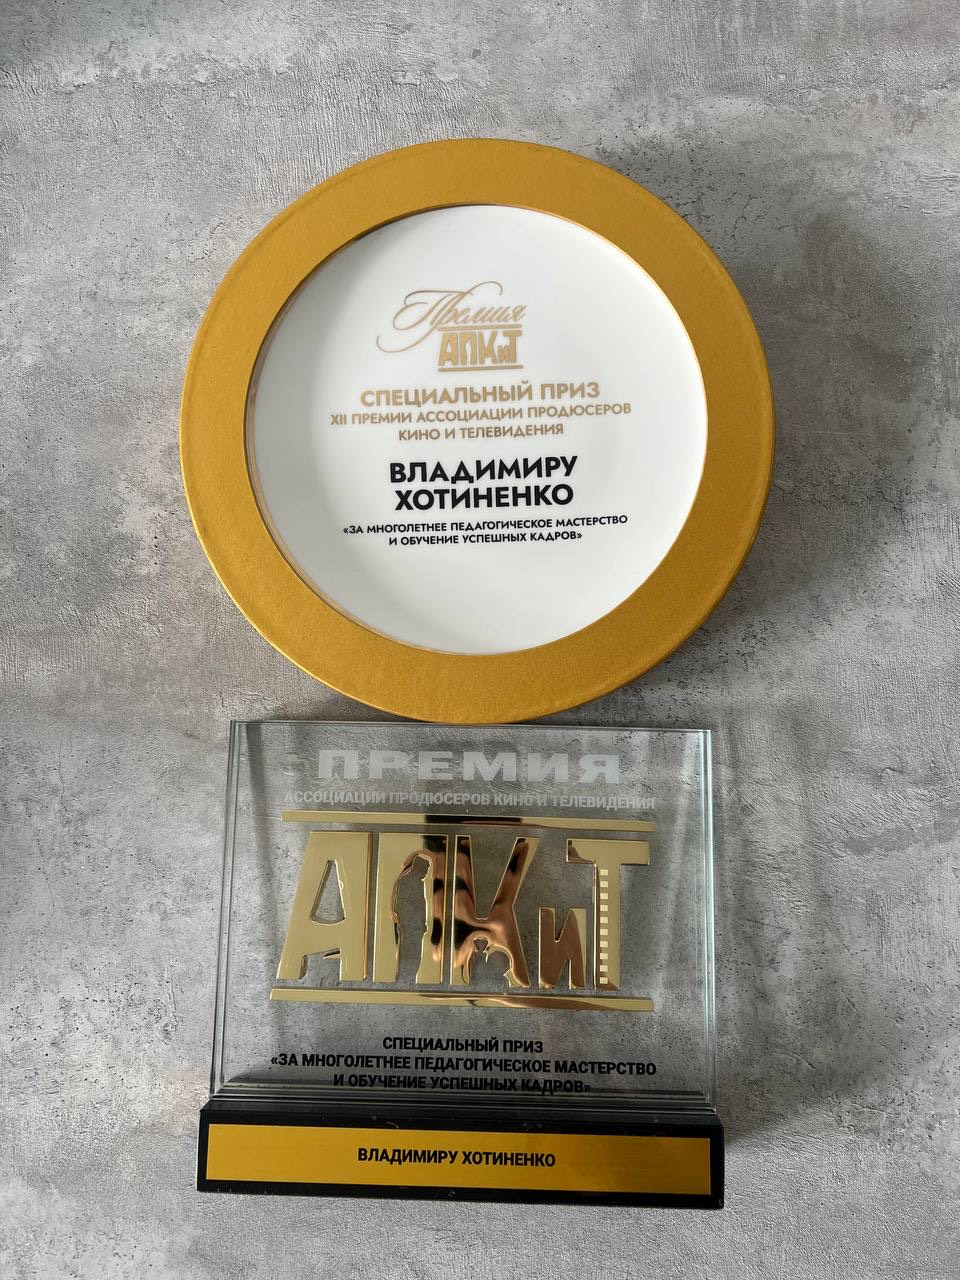 Премия
АПКиТ
СПЕЦИАЛЬНЫЙ ПРИЗ
XII ПРЕМИИ АССОЦИАЦИИ ПРОДЮСЕРОВ
КИНО И ТЕЛЕВИДЕНИЯ
ВЛАДИМИРУ
ХОТИНЕНКО
«ЗА МНОГОЛЕТНЕЕ ПЕДАГОГИЧЕСКОЕ МАСТЕРСТВО
И ОБУЧЕНИЕ УСПЕШНЫХ КАДРОВ»
ПРЕМИЯ
АССОЦИАЦИИ ПРОДЮСЕРОВ КИНО И ТЕЛЕВИДЕНИЯ
АПКиТ
СПЕЦИАЛЬНЫЙ ПРИЗ
«ЗА МНОГОЛЕТНЕЕ ПЕДАГОГИЧЕСКОЕ МАСТЕРСТВО
И ОБУЧЕНИЕ УСПЕШНЫХ КАДРОВ»
ВЛАДИМИРУ ХОТИНЕНКО